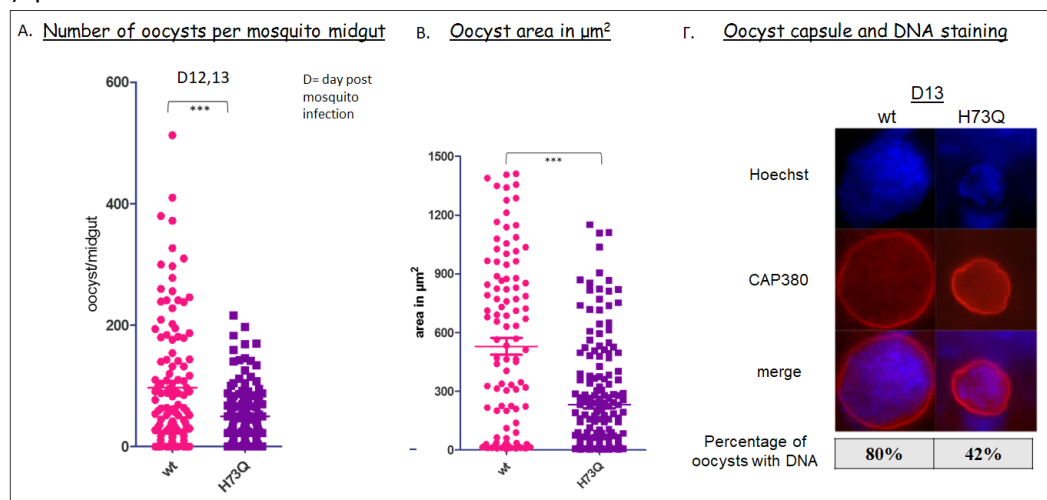 A. Number of oocysts per mosquito midgut
D12,13
D= day post
mosquito
infection
***
600
400
200
0
oocyst/midgut
wt
H73Q
B. Oocyst area in µm²
***
1500
1200
900
600
300
0
area in µm²
wt
H73Q
Γ. Oocyst capsule and DNA staining
D13
wt H73Q
Hoechst
CAP380
merge
Percentage of
oocysts with DNA
80% 42%